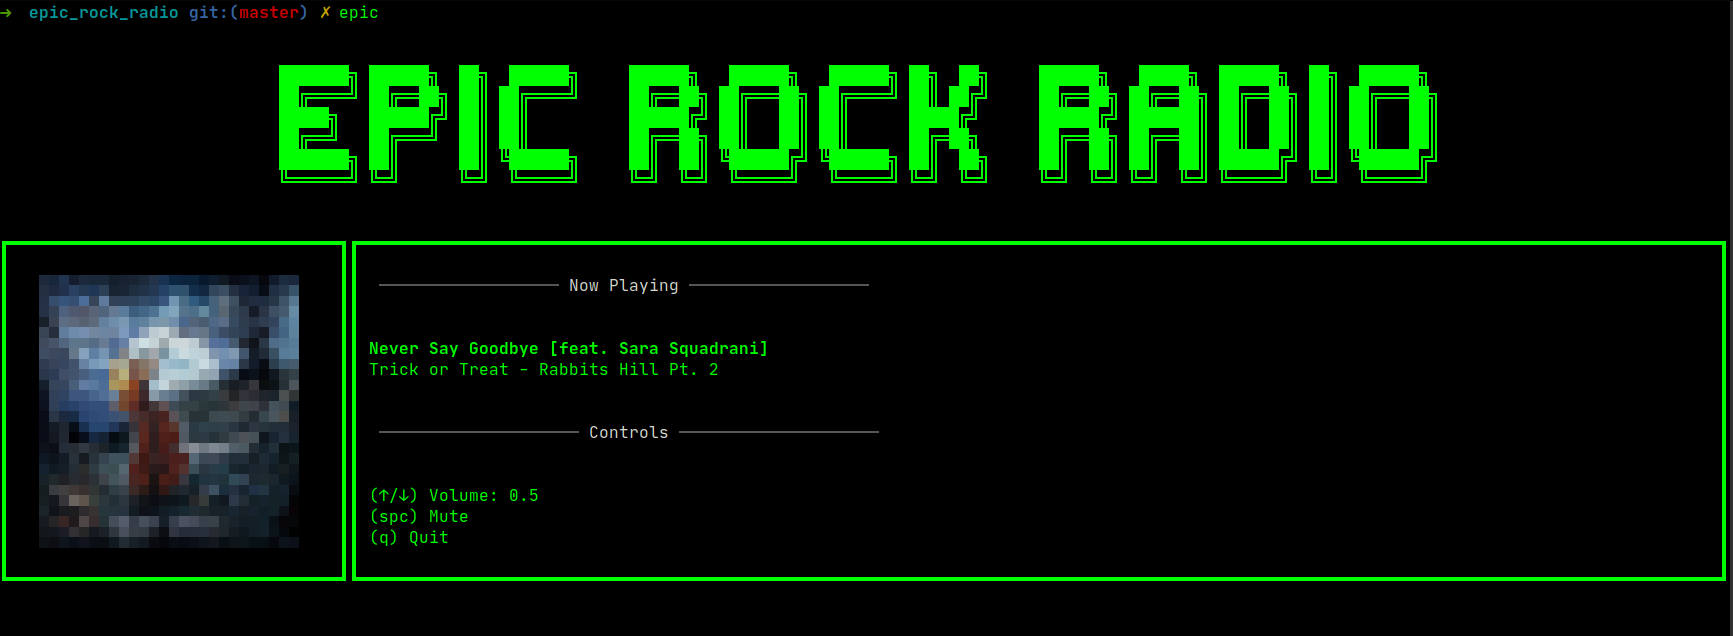 → epic_rock_radio git:(master) ✗ epic
EPIC ROCK RADIO
Now Playing
Never Say Goodbye [feat. Sara Squadrani]
Trick or Treat - Rabbits Hill Pt. 2
Controls
(↑/↓) Volume: 0.5
(spc) Mute
(q) Quit